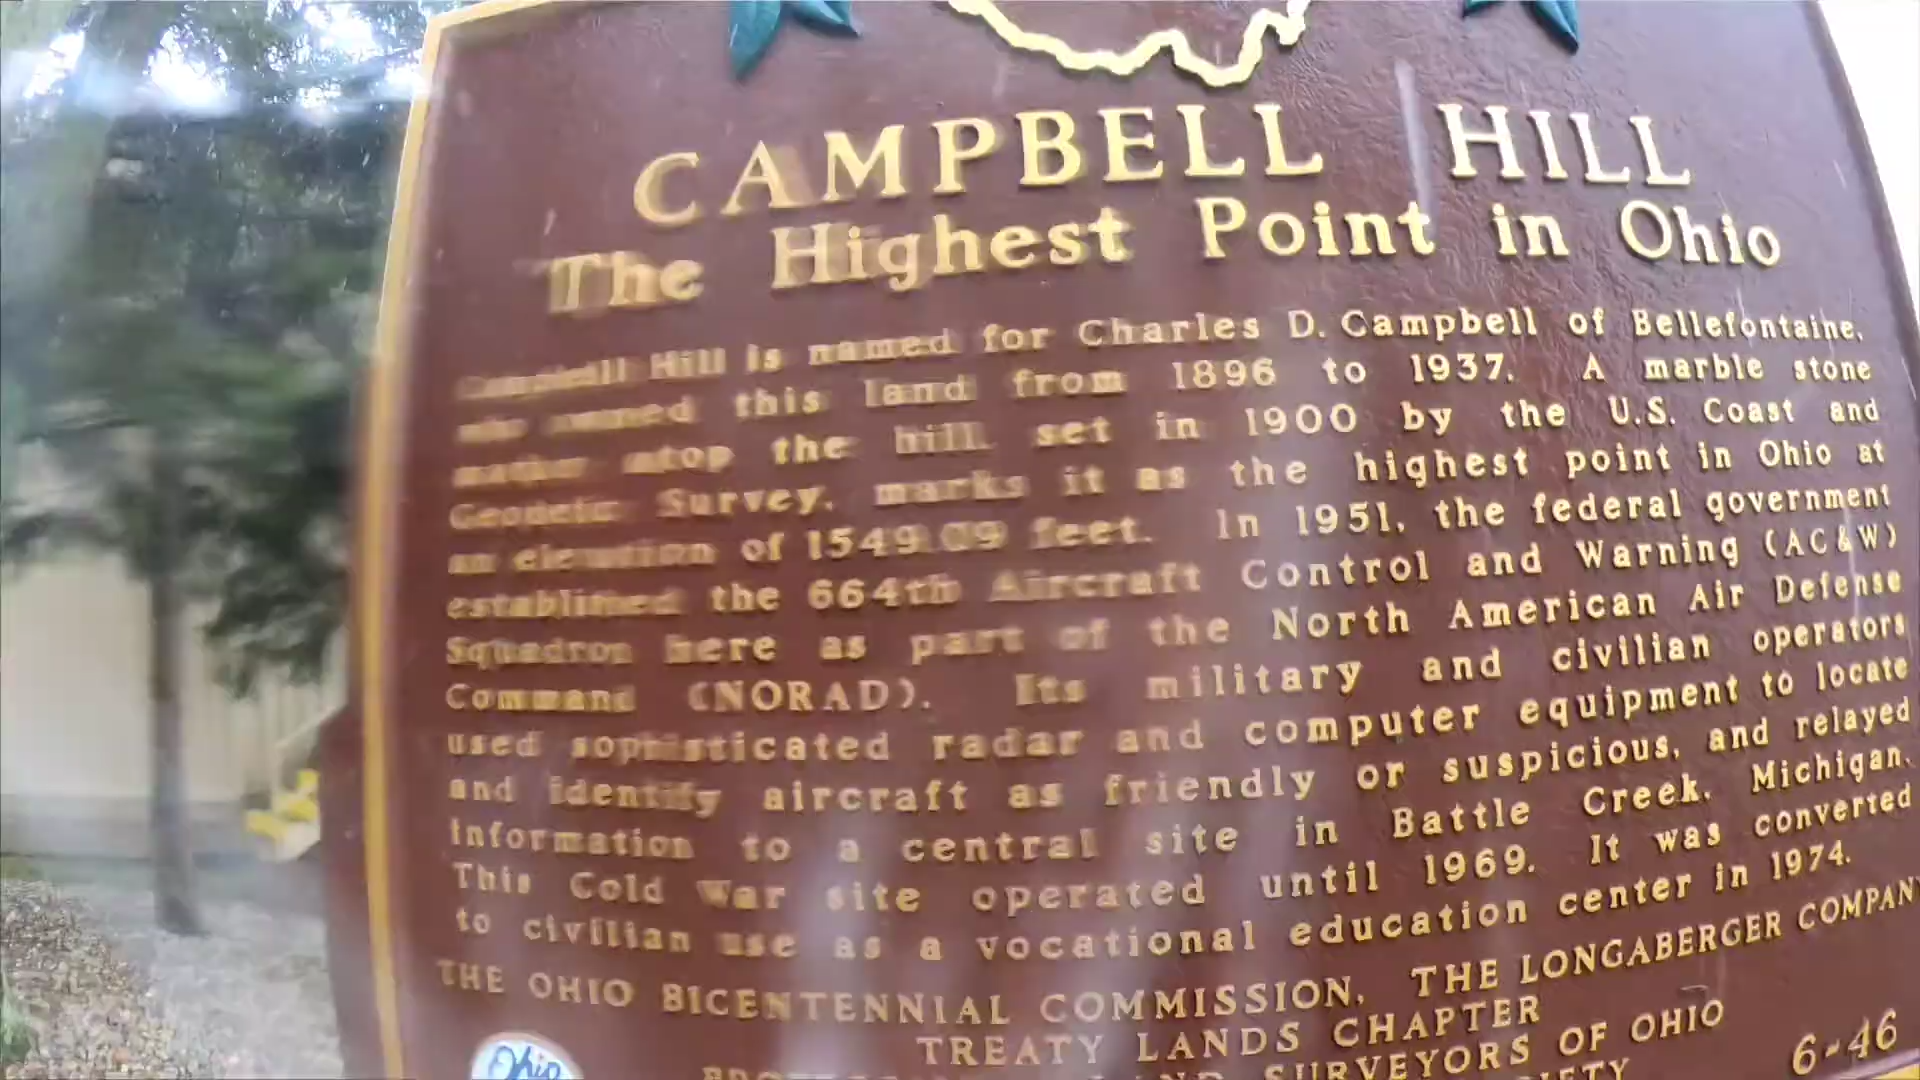 CAMPBELL HILL
The Highest Point in Ohio
Campbell Hill is named for Charles D. Campbell of Bellefontaine,
who owned this land from 1896 to 1937. A marble stone
marker atop the hill, set in 1900 by the U.S. Coast and
Geodetic Survey, marks it as the highest point in Ohio at
an elevation of 1549.09 feet. In 1951, the federal government
established the 664th Aircraft Control and Warning (AC&W)
Squadron here as part of the North American Air Defense
Command (NORAD). Its military and civilian operators
used sophisticated radar and computer equipment to locate
and identify aircraft as friendly or suspicious, and relayed
information to a central site in Battle Creek, Michigan.
This Cold War site operated until 1969. It was converted
to civilian use as a vocational education center in 1974.
THE OHIO BICENTENNIAL COMMISSION, THE LONGABERGER COMPANY
TREATY LANDS CHAPTER
LAND SURVEYORS OF OHIO
6-46
Ohio